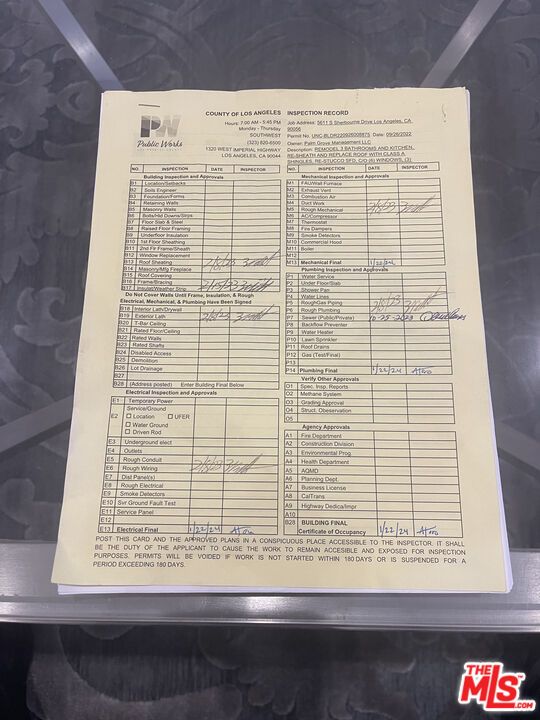 COUNTY OF LOS ANGELES INSPECTION RECORD
PW
Public Works
Hours: 7:00 AM - 5:45 PM
Monday - Thursday
SOUTHWEST
(323) 820-6500
1320 WEST IMPERIAL HIGHWAY
LOS ANGELES, CA 90044
Job Address: 5611 S Sherbourne Drive Los Angeles, CA
90056
Permit No. UNC-BLDR220926008875 Date: 09/26/2022
Owner: Palm Grove Management LLC
Description: REMODEL 3 BATHROOMS AND KITCHEN,
RE-SHEATH AND REPLACE ROOF WITH CLASS A
SHINGLES, RE-STUCCO SFD, C/O (6) WINDOWS, (3)
NO. INSPECTION DATE INSPECTOR
Building Inspection and Approvals
B1 Location/Setbacks
B2 Soils Engineer
B3 Foundation/Forms
B4 Retaining Walls
B5 Masonry Walls
B6 Bolts/Hld Downs/Strps
B7 Floor Slab & Steel
B8 Raised Floor Framing
B9 Underfloor Insulation
B10 1st Floor Sheathing
B11 2nd Flr Frame/Sheath
B12 Window Replacement
B13 Roof Sheating
B14 Masonry/Mfg Fireplace
B15 Roof Covering
B16 Frame/Bracing
B17 Insulat/Weather Strip
Do Not Cover Walls Until Frame, Insulation, & Rough
Electrical, Mechanical, & Plumbing Have Been Signed
B18 Interior Lath/Drywall
B19 Exterior Lath
B20 T-Bar Ceiling
B21 Rated Floor/Ceiling
B22 Rated Walls
B23 Rated Shafts
B24 Disabled Access
B25 Demolition
B26 Lot Drainage
B27
B28 (Address posted) Enter Building Final Below
Electrical Inspection and Approvals
E1 Temporary Power
E2 Service/Ground
Location UFER
Water Ground
Driven Rod
E3 Underground elect
E4 Outlets
E5 Rough Conduit
E6 Rough Wiring
E7 Dist Panel(s)
E8 Rough Electrical
E9 Smoke Detectors
E10 Svr Ground Fault Test
E11 Service Panel
E12
E13 Electrical Final 1/22/24
NO. INSPECTION DATE INSPECTOR
Mechanical Inspection and Approvals
M1 FAU/Wall Furnace
M2 Exhaust Vent
M3 Combustion Air
M4 Duct Work
M5 Rough Mechanical
M6 AC/Compressor
M7 Thermostat
M8 Fire Dampers
M9 Smoke Detectors
M10 Commercial Hood
M11 Boiler
M12
M13 Mechanical Final 1/22/24
Plumbing Inspection and Approvals
P1 Water Service
P2 Under Floor/Slab
P3 Shower Pan
P4 Water Lines
P5 RoughGas Piping
P6 Rough Plumbing
P7 Sewer (Public/Private) 10-25-2023
P8 Backflow Preventer
P9 Water Heater
P10 Lawn Sprinkler
P11 Roof Drains
P12 Gas (Test/Final)
P13
P14 Plumbing Final 1/22/24
Verify Other Approvals
O1 Spec. Insp. Reports
O2 Methane System
O3 Grading Approval
O4 Struct. Obeservation
O5
Agency Approvals
A1 Fire Department
A2 Construction Division
A3 Environmental Prog.
A4 Health Department
A5 AQMD
A6 Planning Dept.
A7 Business License
A8 CalTrans
A9 Highway Dedica/Impr
A10
B28 BUILDING FINAL
Certificate of Occupancy 1/22/24
POST THIS CARD AND THE APPROVED PLANS IN A CONSPICUOUS PLACE ACCESSIBLE TO THE INSPECTOR. IT SHALL
BE THE DUTY OF THE APPLICANT TO CAUSE THE WORK TO REMAIN ACCESIBLE AND EXPOSED FOR INSPECTION
PURPOSES. PERMITS WILL BE VOIDED IF WORK IS NOT STARTED WITHIN 180 DAYS OR IS SUSPENDED FOR A
PERIOD EXCEEDING 180 DAYS.
THE
MLS
.com